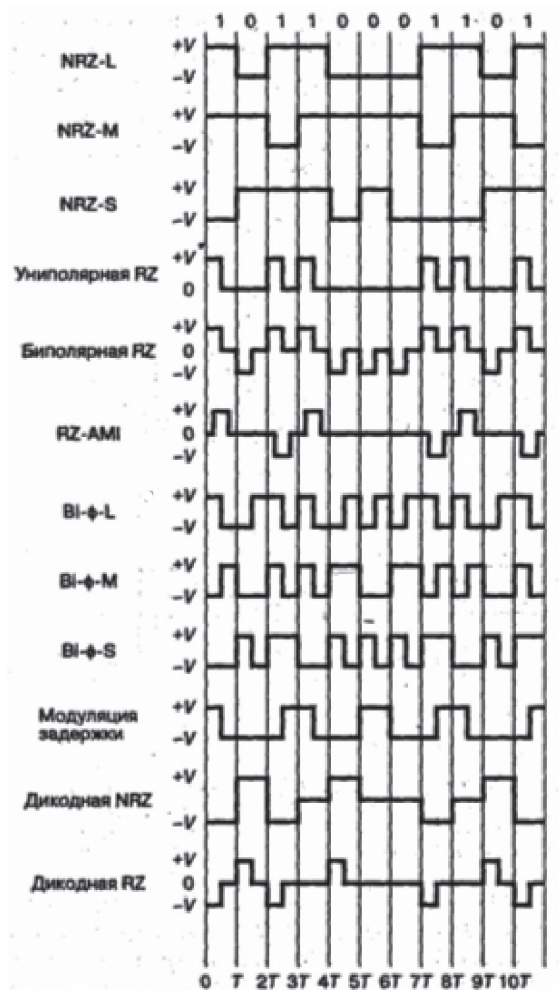 1 0 1 1 0 0 0 1 1 0 1
+V
NRZ-L
-V
+V
NRZ-M
-V
+V
NRZ-S
-V
+V
Униполярная RZ
0
+V
Биполярная RZ 0
-V
+V
RZ-AMI 0
-V
+V
Bi-ф-L
-V
+V
Bi-ф-M
-V
+V
Bi-ф-S
-V
+V
Модуляция
задержки -V
+V
Дикодная NRZ
-V
+V
Дикодная RZ 0
-V
0 T 2T 3T 4T 5T 6T 7T 8T 9T 10T